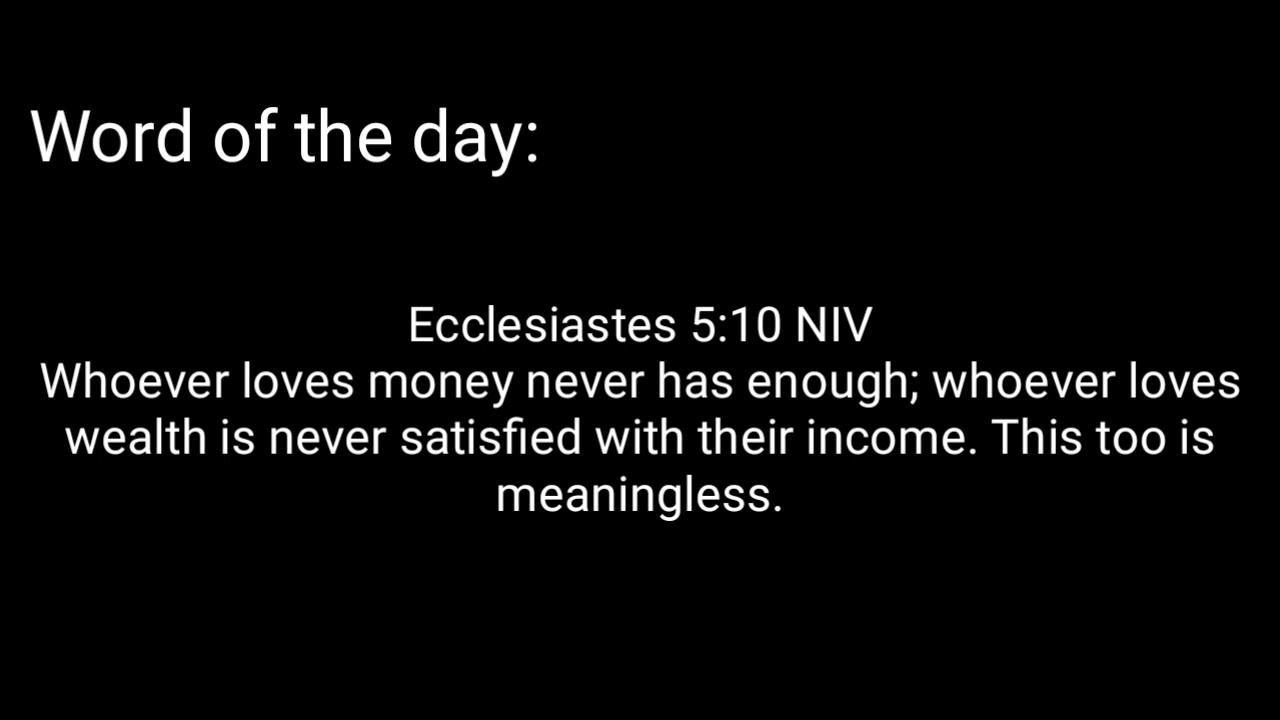 Word of the day:
Ecclesiastes 5:10 NIV
Whoever loves money never has enough; whoever loves
wealth is never satisfied with their income. This too is
meaningless.